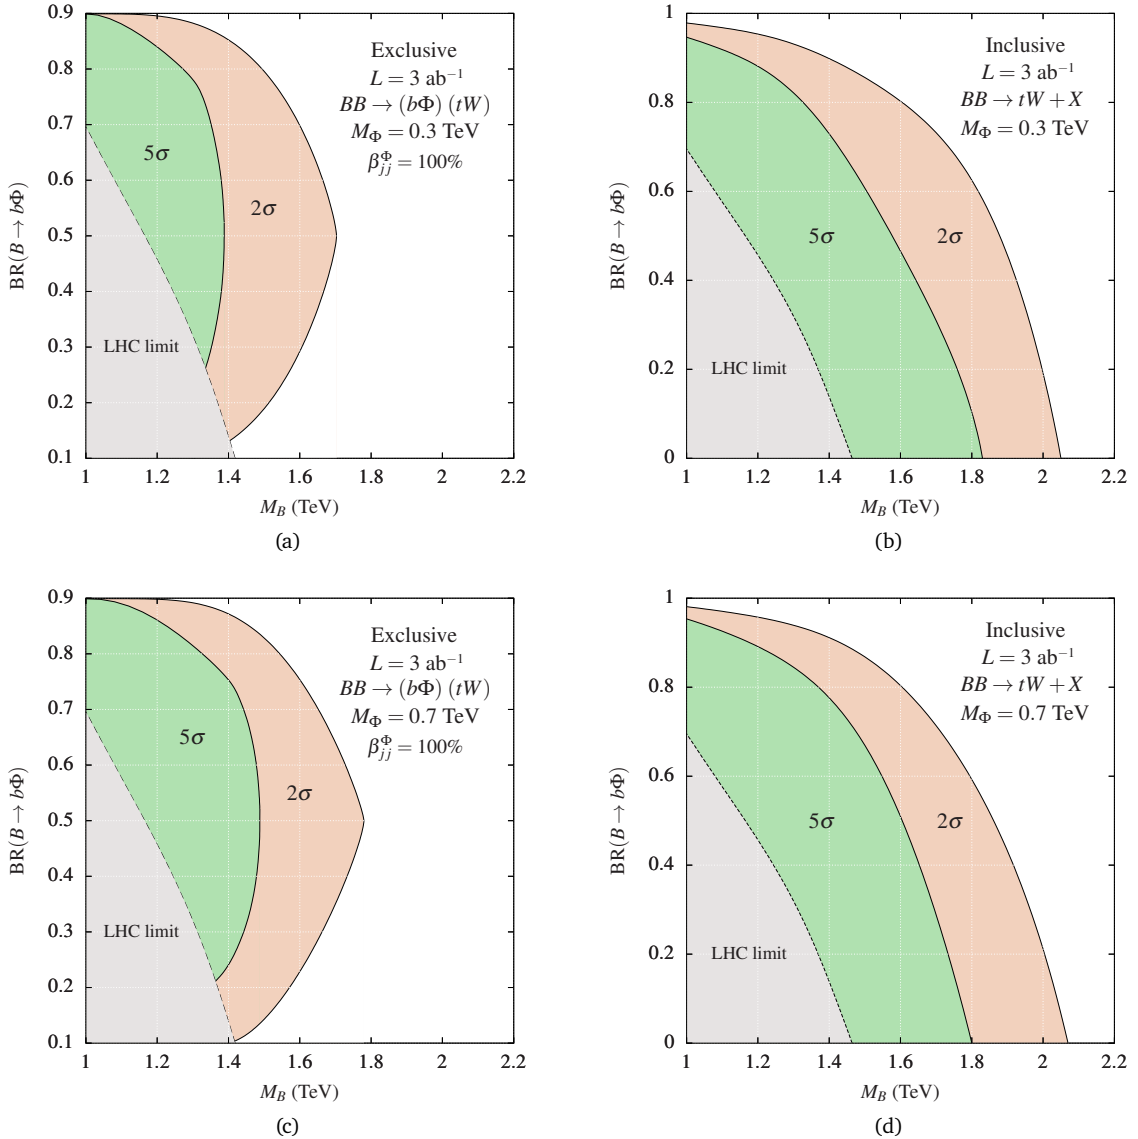 0.9
0.8
0.7
0.6
0.5
0.4
0.3
0.2
0.1
BR(B → bΦ)
Exclusive
L = 3 ab⁻¹
BB → (bΦ) (tW)
M_Φ = 0.3 TeV
β^Φ_jj = 100%
5σ
2σ
LHC limit
1 1.2 1.4 1.6 1.8 2 2.2
M_B (TeV)
(a)
1
0.8
0.6
0.4
0.2
0
BR(B → bΦ)
Inclusive
L = 3 ab⁻¹
BB → tW + X
M_Φ = 0.3 TeV
5σ
2σ
LHC limit
1 1.2 1.4 1.6 1.8 2 2.2
M_B (TeV)
(b)
0.9
0.8
0.7
0.6
0.5
0.4
0.3
0.2
0.1
BR(B → bΦ)
Exclusive
L = 3 ab⁻¹
BB → (bΦ) (tW)
M_Φ = 0.7 TeV
β^Φ_jj = 100%
5σ
2σ
LHC limit
1 1.2 1.4 1.6 1.8 2 2.2
M_B (TeV)
(c)
1
0.8
0.6
0.4
0.2
0
BR(B → bΦ)
Inclusive
L = 3 ab⁻¹
BB → tW + X
M_Φ = 0.7 TeV
5σ
2σ
LHC limit
1 1.2 1.4 1.6 1.8 2 2.2
M_B (TeV)
(d)